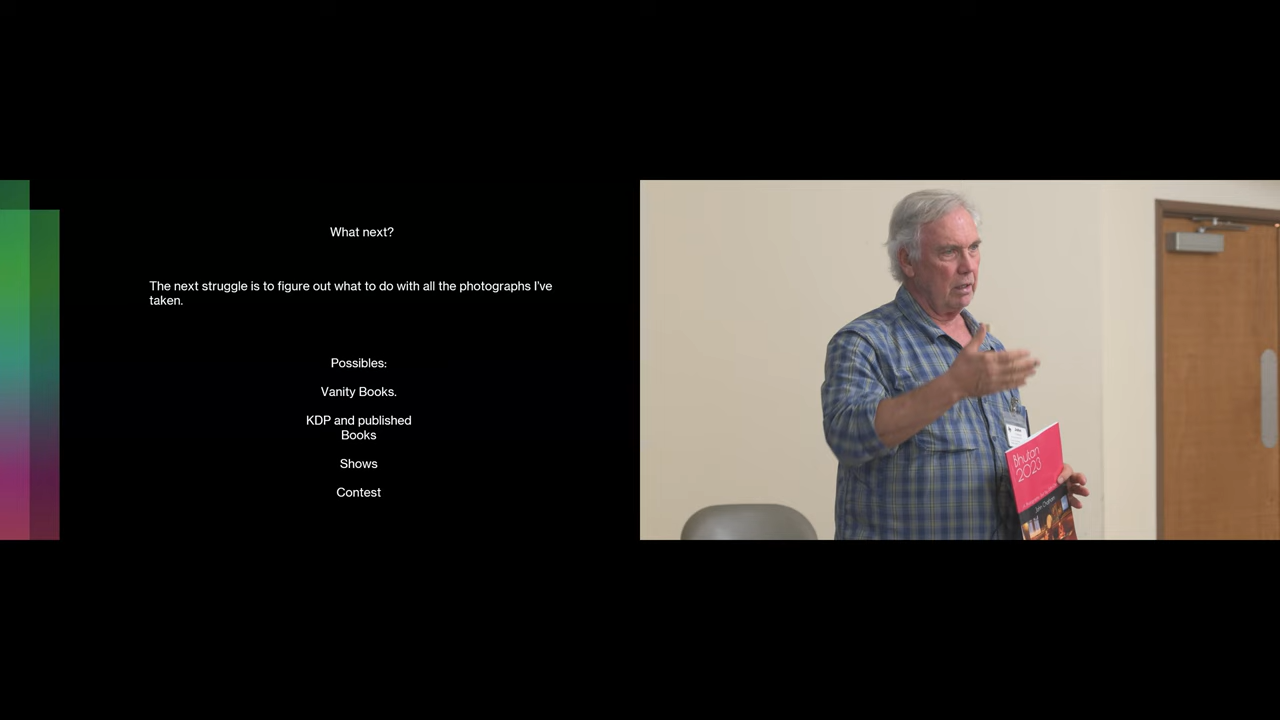 What next?
The next struggle is to figure out what to do with all the photographs I've
taken.
Possibles:
Vanity Books.
KDP and published
Books
Shows
Contest
Bhutan
2023